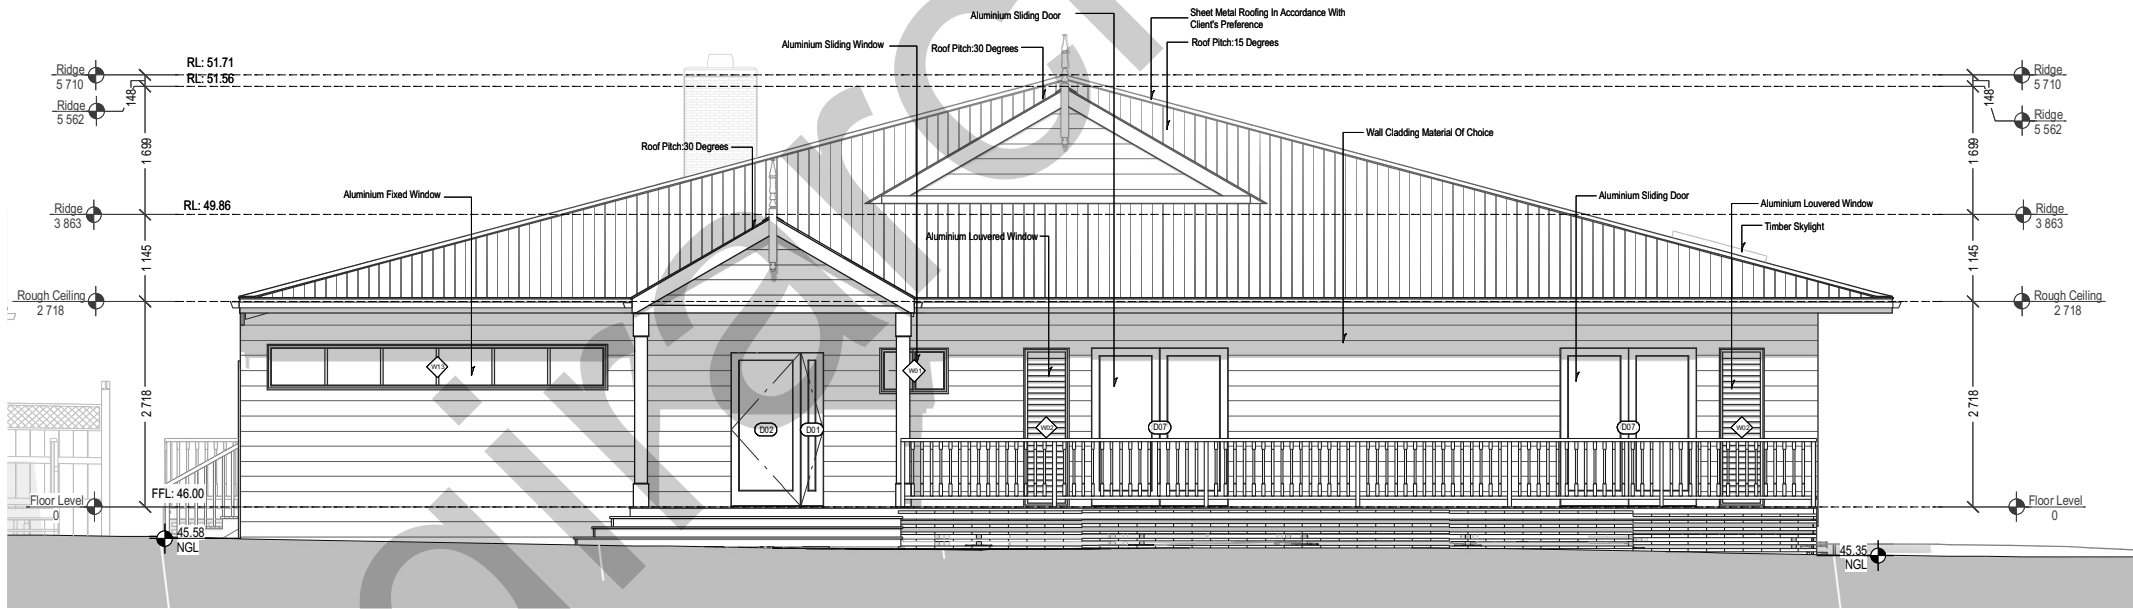 Aluminium Sliding Door
Sheet Metal Roofing In Accordance With
Client's Preference
Aluminium Sliding Window
Roof Pitch:30 Degrees
Roof Pitch:15 Degrees
RL: 51.71
RL: 51.56
Ridge
5 710
Ridge
5 562
148
1 699
Ridge
5 710
Ridge
5 562
148
1 699
Roof Pitch:30 Degrees
Wall Cladding Material Of Choice
Aluminium Fixed Window
Aluminium Sliding Door
Aluminium Louvered Window
Timber Skylight
RL: 49.86
Ridge
3 863
Ridge
3 863
Aluminium Louvered Window
1 145
1 145
Rough Ceiling
2 718
Rough Ceiling
2 718
W13
W01
2 718
2 718
D02
D01
W02
D07
D07
W02
FFL: 46.00
Floor Level
0
Floor Level
0
45.58
NGL
45.35
NGL